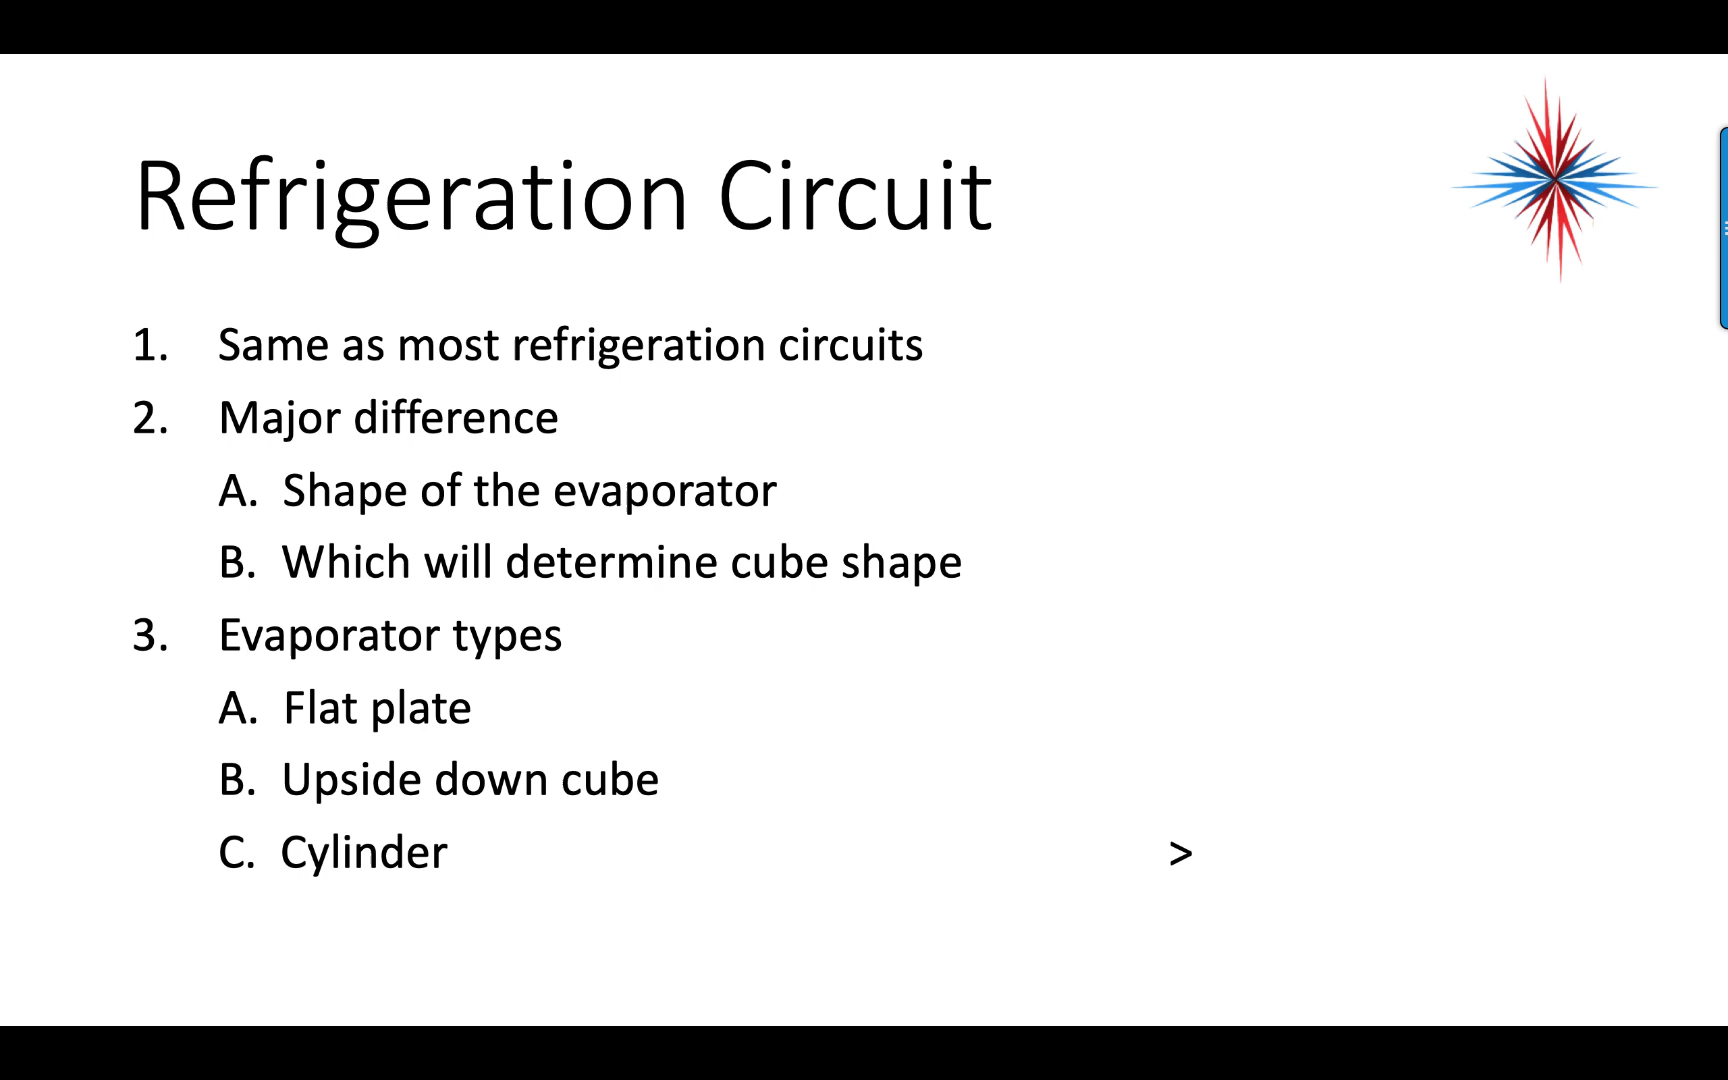 Refrigeration Circuit
1. Same as most refrigeration circuits
2. Major difference
A. Shape of the evaporator
B. Which will determine cube shape
3. Evaporator types
A. Flat plate
B. Upside down cube
C. Cylinder >